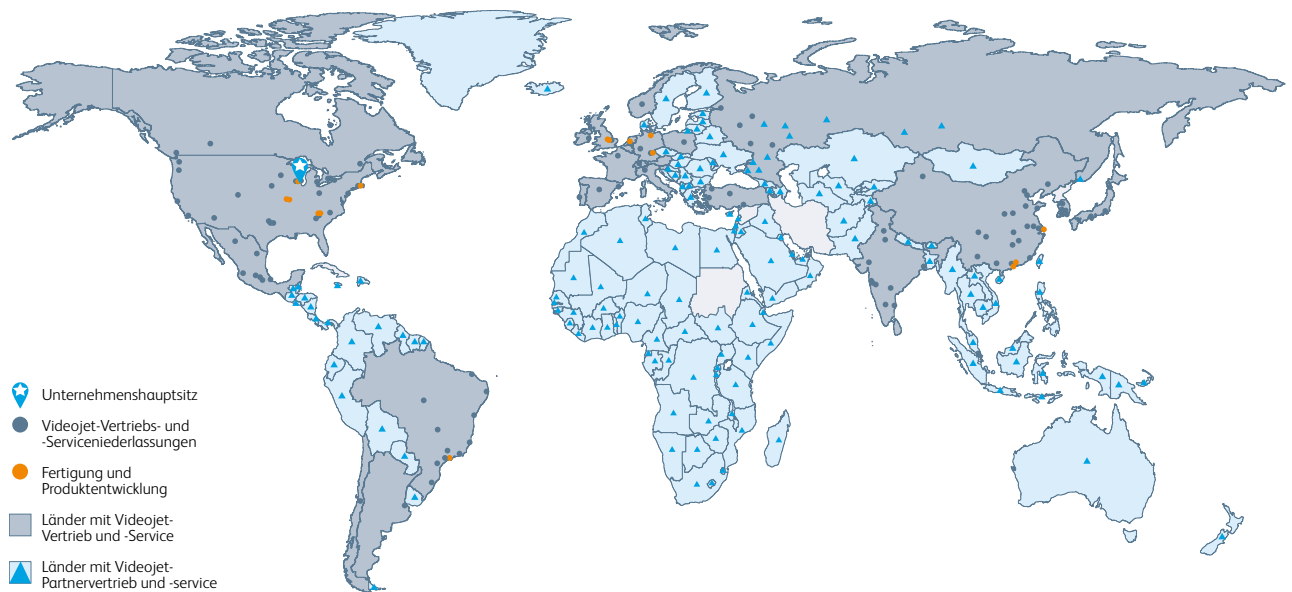 Unternehmenshauptsitz
Videojet-Vertriebs- und
-Serviceniederlassungen
Fertigung und
Produktentwicklung
Länder mit Videojet-
Vertrieb und -Service
Länder mit Videojet-
Partnervertrieb und -service